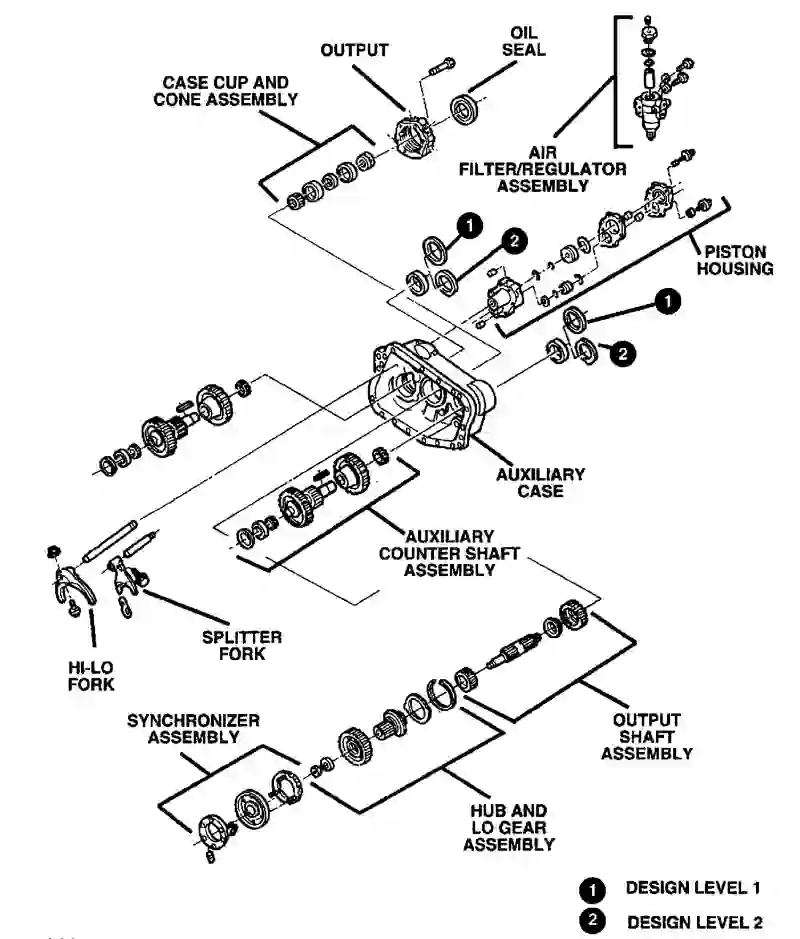 OIL
SEAL
OUTPUT
CASE CUP AND
CONE ASSEMBLY
AIR
FILTER/REGULATOR
ASSEMBLY
1
2
PISTON
HOUSING
1
2
AUXILIARY
CASE
AUXILIARY
COUNTER SHAFT
ASSEMBLY
SPLITTER
FORK
HI-LO
FORK
SYNCHRONIZER
ASSEMBLY
OUTPUT
SHAFT
ASSEMBLY
HUB AND
LO GEAR
ASSEMBLY
1 DESIGN LEVEL 1
2 DESIGN LEVEL 2